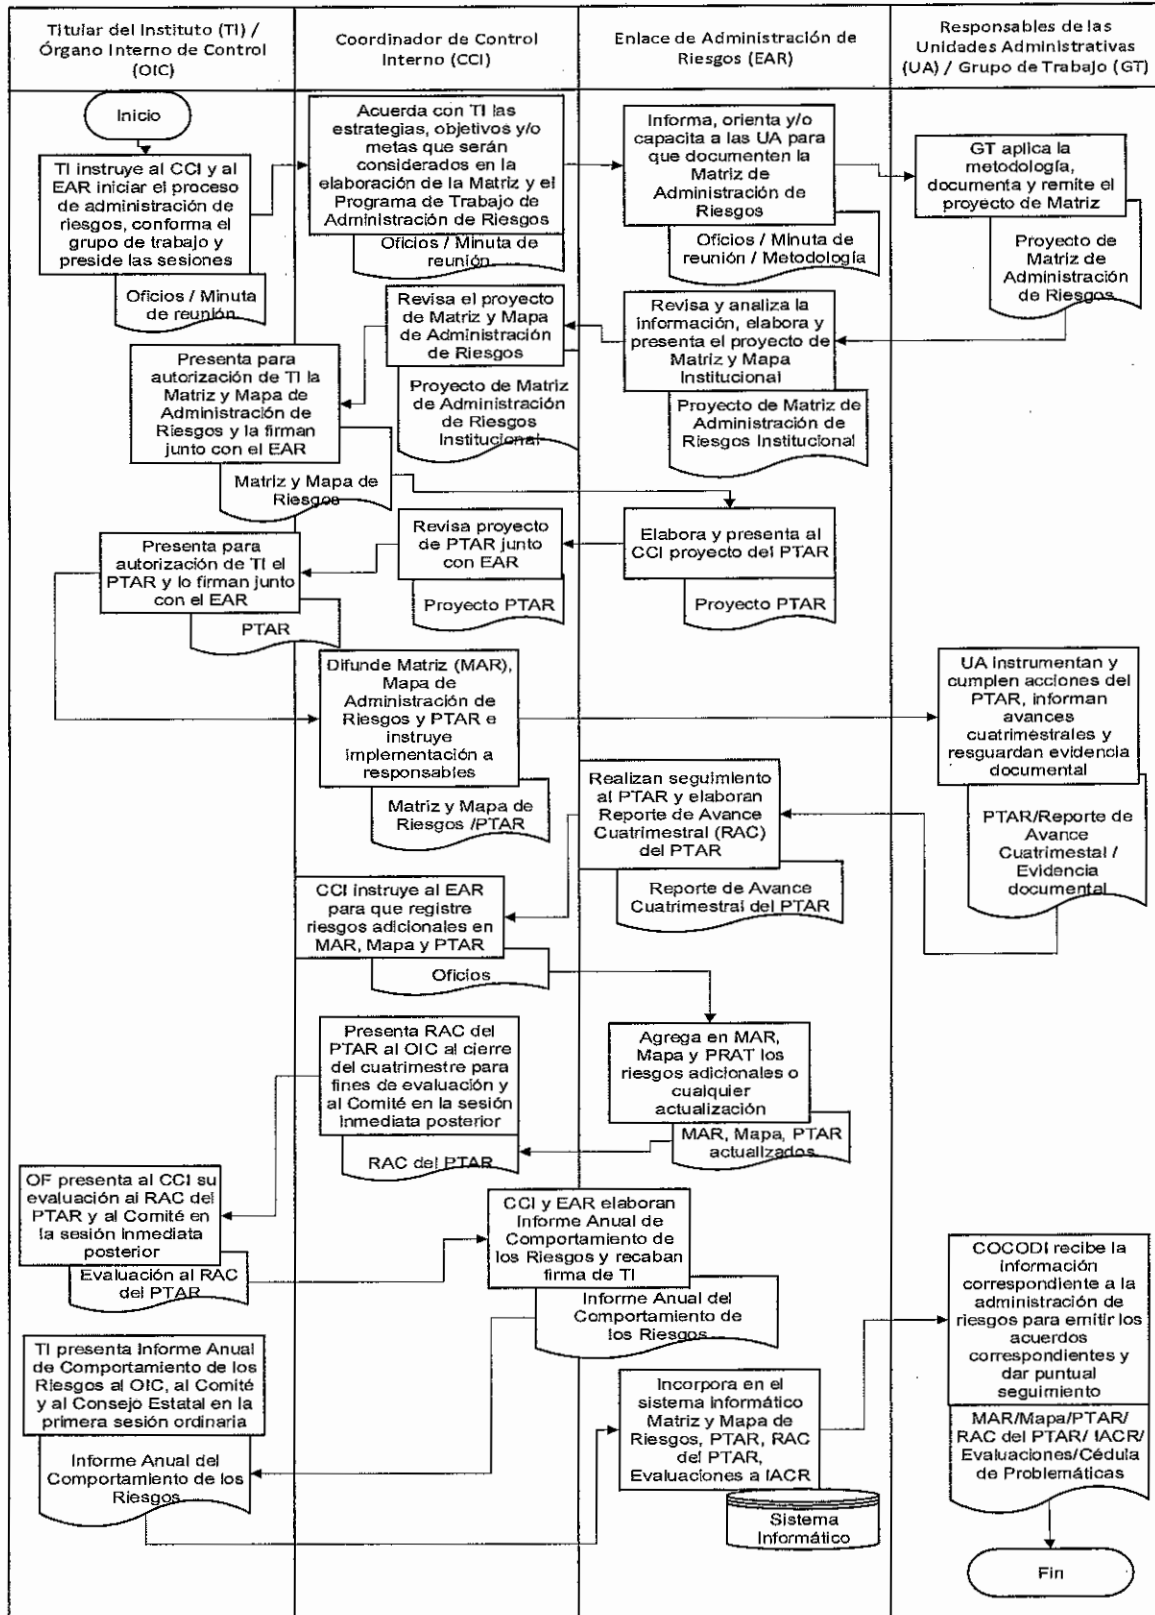 Titular del Instituto (TI) /
Órgano Interno de Control
(OIC)
Coordinador de Control
Interno (CCI)
Enlace de Administración de
Riesgos (EAR)
Responsables de las
Unidades Administrativas
(UA) / Grupo de Trabajo (GT)
Inicio
TI instruye al CCI y al
EAR iniciar el proceso
de administración de
riesgos, conforma el
grupo de trabajo y
preside las sesiones
Oficios / Minuta
de reunión
Acuerda con TI las
estrategias, objetivos y/o
metas que serán
considerados en la
elaboración de la Matriz y el
Programa de Trabajo de
Administración de Riesgos
Oficios / Minuta de
reunión
Informa, orienta y/o
capacita a las UA para
que documenten la
Matriz de
Administración de
Riesgos
Oficios / Minuta de
reunión / Metodología
GT aplica la
metodología,
documenta y remite el
proyecto de Matriz
Proyecto de
Matriz de
Administración
de Riesgos
Revisa y analiza la
información, elabora y
presenta el proyecto de
Matriz y Mapa
Institucional
Proyecto de Matriz de
Administración de
Riesgos Institucional
Revisa el proyecto
de Matriz y Mapa
de Administración
de Riesgos
Proyecto de Matriz
de Administración
de Riesgos
Institucional
Presenta para
autorización de TI la
Matriz y Mapa de
Administración de
Riesgos y la firman
junto con el EAR
Matriz y Mapa de
Riesgos
Elabora y presenta al
CCI proyecto del PTAR
Proyecto PTAR
Revisa proyecto
de PTAR junto
con EAR
Proyecto PTAR
Presenta para
autorización de TI el
PTAR y lo firman junto
con el EAR
PTAR
Difunde Matriz (MAR),
Mapa de
Administración de
Riesgos y PTAR e
instruye
implementación a
responsables
Matriz y Mapa de
Riesgos /PTAR
UA instrumentan y
cumplen acciones del
PTAR, informan
avances
cuatrimestrales y
resguardan evidencia
documental
PTAR/Reporte de
Avance
Cuatrimestal /
Evidencia
documental
Realizan seguimiento
al PTAR y elaboran
Reporte de Avance
Cuatrimestral (RAC)
del PTAR
Reporte de Avance
Cuatrimestral del PTAR
CCI instruye al EAR
para que registre
riesgos adicionales en
MAR, Mapa y PTAR
Oficios
Agrega en MAR,
Mapa y PRAT los
riesgos adicionales o
cualquier
actualización
MAR, Mapa, PTAR
actualizados
Presenta RAC del
PTAR al OIC al cierre
del cuatrimestre para
fines de evaluación y
al Comité en la sesión
inmediata posterior
RAC del PTAR
OF presenta al CCI su
evaluación al RAC del
PTAR y al Comité en
la sesión inmediata
posterior
Evaluación al RAC
del PTAR
CCI y EAR elaboran
Informe Anual de
Comportamiento de
los Riesgos y recaban
firma de TI
Informe Anual del
Comportamiento de
los Riesgos
TI presenta Informe Anual
de Comportamiento de los
Riesgos al OIC, al Comité
y al Consejo Estatal en la
primera sesión ordinaria
Informe Anual del
Comportamiento de los
Riesgos
Incorpora en el
sistema informático
Matriz y Mapa de
Riesgos, PTAR, RAC
del PTAR,
Evaluaciones a IACR
Sistema
Informático
COCODI recibe la
información
correspondiente a la
administración de
riesgos para emitir los
acuerdos
correspondientes y
dar puntual
seguimiento
MAR/Mapa/PTAR/
RAC del PTAR/ IACR/
Evaluaciones/Cédula
de Problemáticas
Fin